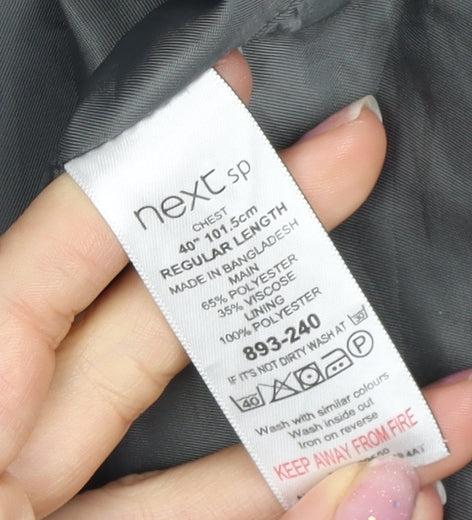 next sp
CHEST
40" 101.5cm
REGULAR LENGTH
MADE IN BANGLADESH
MAIN
65% POLYESTER
35% VISCOSE
LINING
100% POLYESTER
893-240
IF IT'S NOT DIRTY WASH AT 30
40 P
Wash with similar colours
Wash inside out
Iron on reverse
KEEP AWAY FROM FIRE